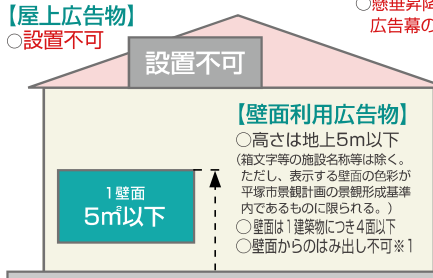 【屋上広告物】
○設置不可
○懸垂昇降
広告幕の
設置不可
【壁面利用広告物】
○高さは地上5m以下
(箱文字等の施設名称等は除く。
ただし、表示する壁面の色彩が
平塚市景観計画の景観形成基準
内であるものに限られる。)
○壁面は1建築物につき4面以下
○壁面からのはみ出し不可※1
1壁面
5㎡以下